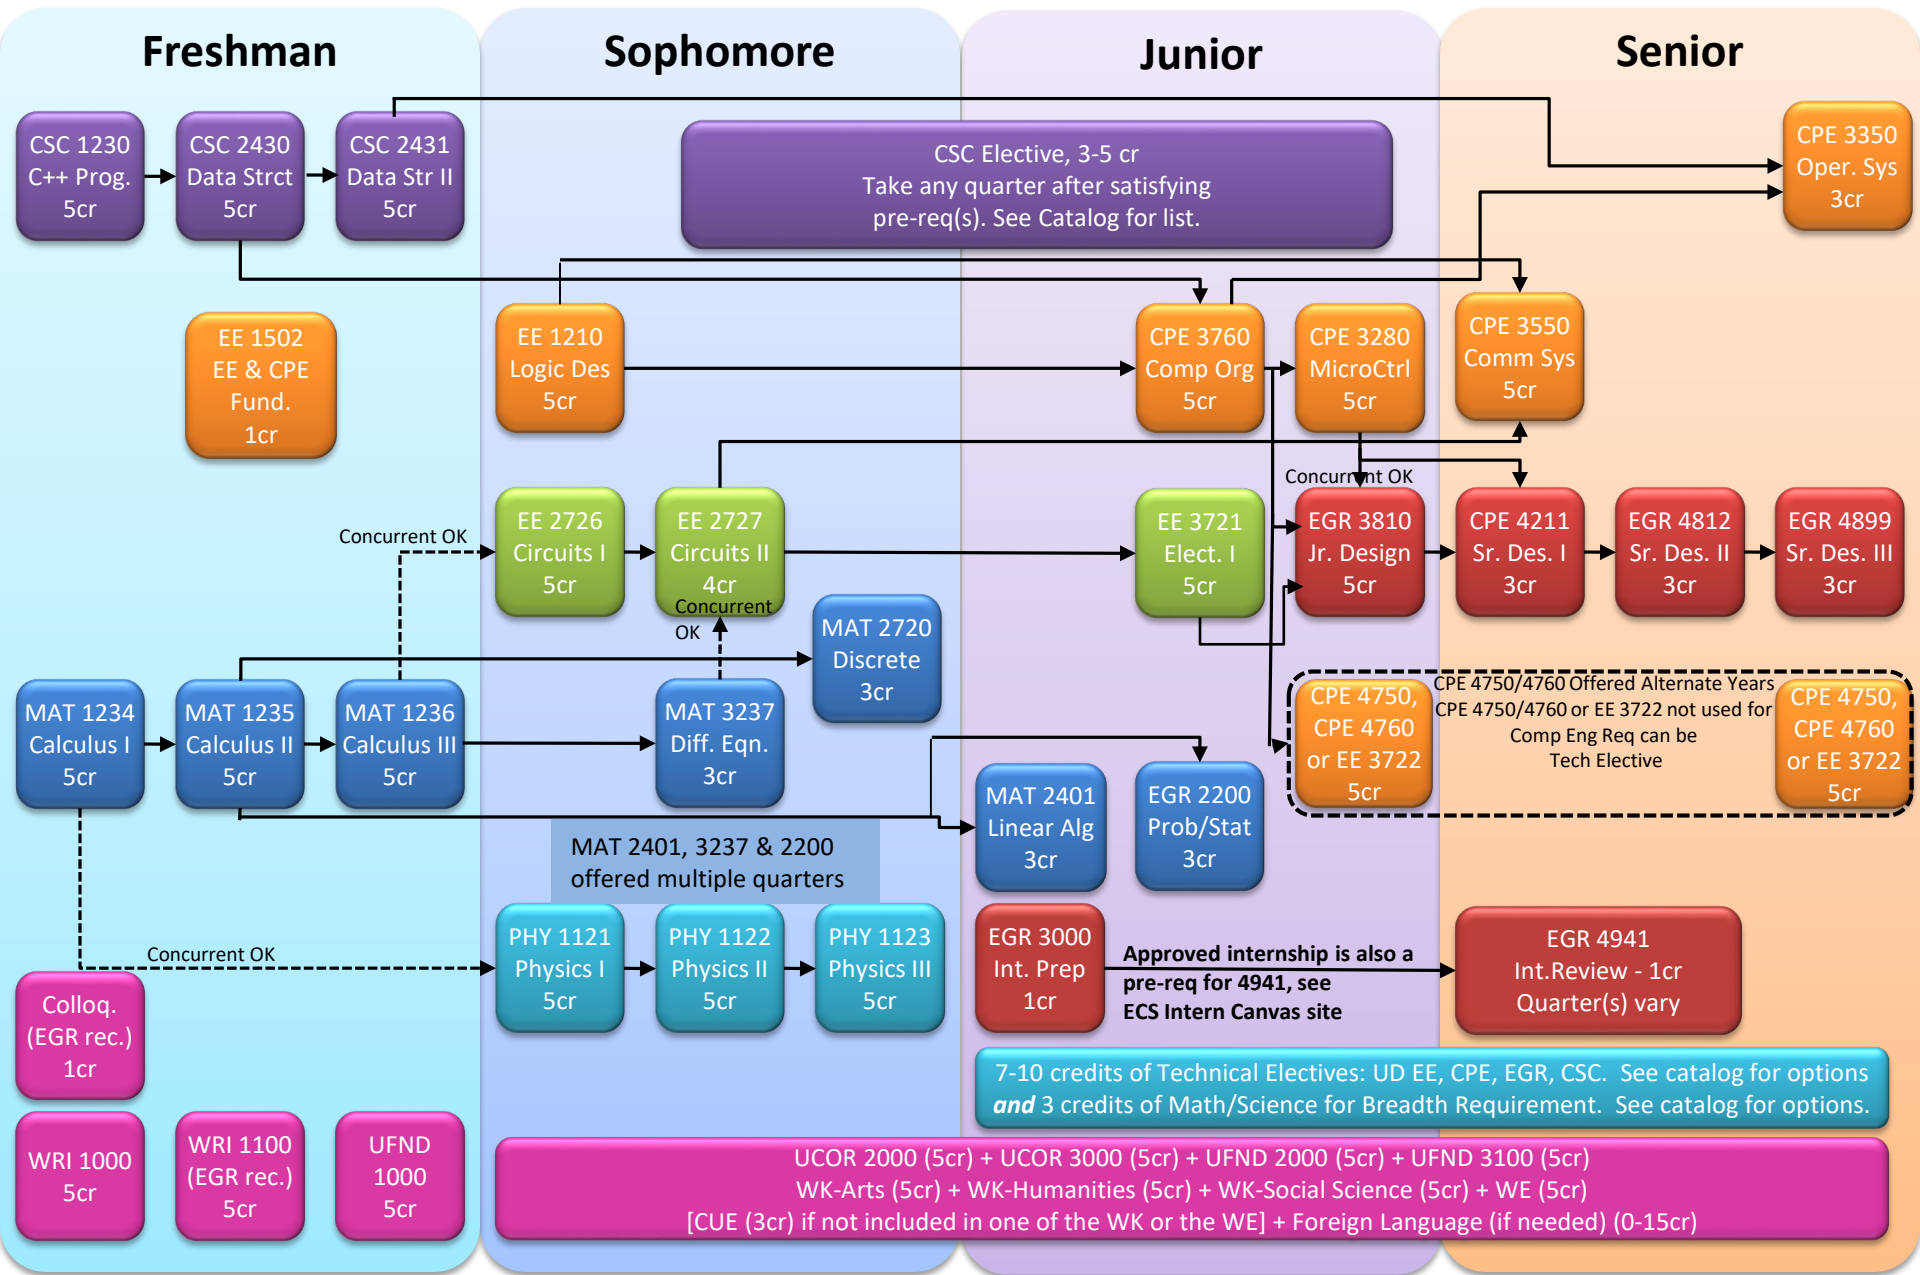 Freshman
Sophomore
Junior
Senior
CSC 1230
C++ Prog.
5cr
CSC 2430
Data Strct
5cr
CSC 2431
Data Str II
5cr
CSC Elective, 3-5 cr
Take any quarter after satisfying
pre-req(s). See Catalog for list.
CPE 3350
Oper. Sys
3cr
EE 1502
EE & CPE
Fund.
1cr
EE 1210
Logic Des
5cr
CPE 3760
Comp Org
5cr
CPE 3280
MicroCtrl
5cr
CPE 3550
Comm Sys
5cr
Concurrent OK
Concurrent OK
EE 2726
Circuits I
5cr
EE 2727
Circuits II
4cr
Concurrent
OK
EE 3721
Elect. I
5cr
EGR 3810
Jr. Design
5cr
CPE 4211
Sr. Des. I
3cr
EGR 4812
Sr. Des. II
3cr
EGR 4899
Sr. Des. III
3cr
MAT 2720
Discrete
3cr
MAT 1234
Calculus I
5cr
MAT 1235
Calculus II
5cr
MAT 1236
Calculus III
5cr
MAT 3237
Diff. Eqn.
3cr
MAT 2401
Linear Alg
3cr
EGR 2200
Prob/Stat
3cr
CPE 4750,
CPE 4760
or EE 3722
5cr
CPE 4750/4760 Offered Alternate Years
CPE 4750/4760 or EE 3722 not used for
Comp Eng Req can be
Tech Elective
CPE 4750,
CPE 4760
or EE 3722
5cr
MAT 2401, 3237 & 2200
offered multiple quarters
Concurrent OK
PHY 1121
Physics I
5cr
PHY 1122
Physics II
5cr
PHY 1123
Physics III
5cr
EGR 3000
Int. Prep
1cr
Approved internship is also a
pre-req for 4941, see
ECS Intern Canvas site
EGR 4941
Int.Review - 1cr
Quarter(s) vary
Colloq.
(EGR rec.)
1cr
7-10 credits of Technical Electives: UD EE, CPE, EGR, CSC. See catalog for options
and 3 credits of Math/Science for Breadth Requirement. See catalog for options.
WRI 1000
5cr
WRI 1100
(EGR rec.)
5cr
UFND
1000
5cr
UCOR 2000 (5cr) + UCOR 3000 (5cr) + UFND 2000 (5cr) + UFND 3100 (5cr)
WK-Arts (5cr) + WK-Humanities (5cr) + WK-Social Science (5cr) + WE (5cr)
[CUE (3cr) if not included in one of the WK or the WE] + Foreign Language (if needed) (0-15cr)